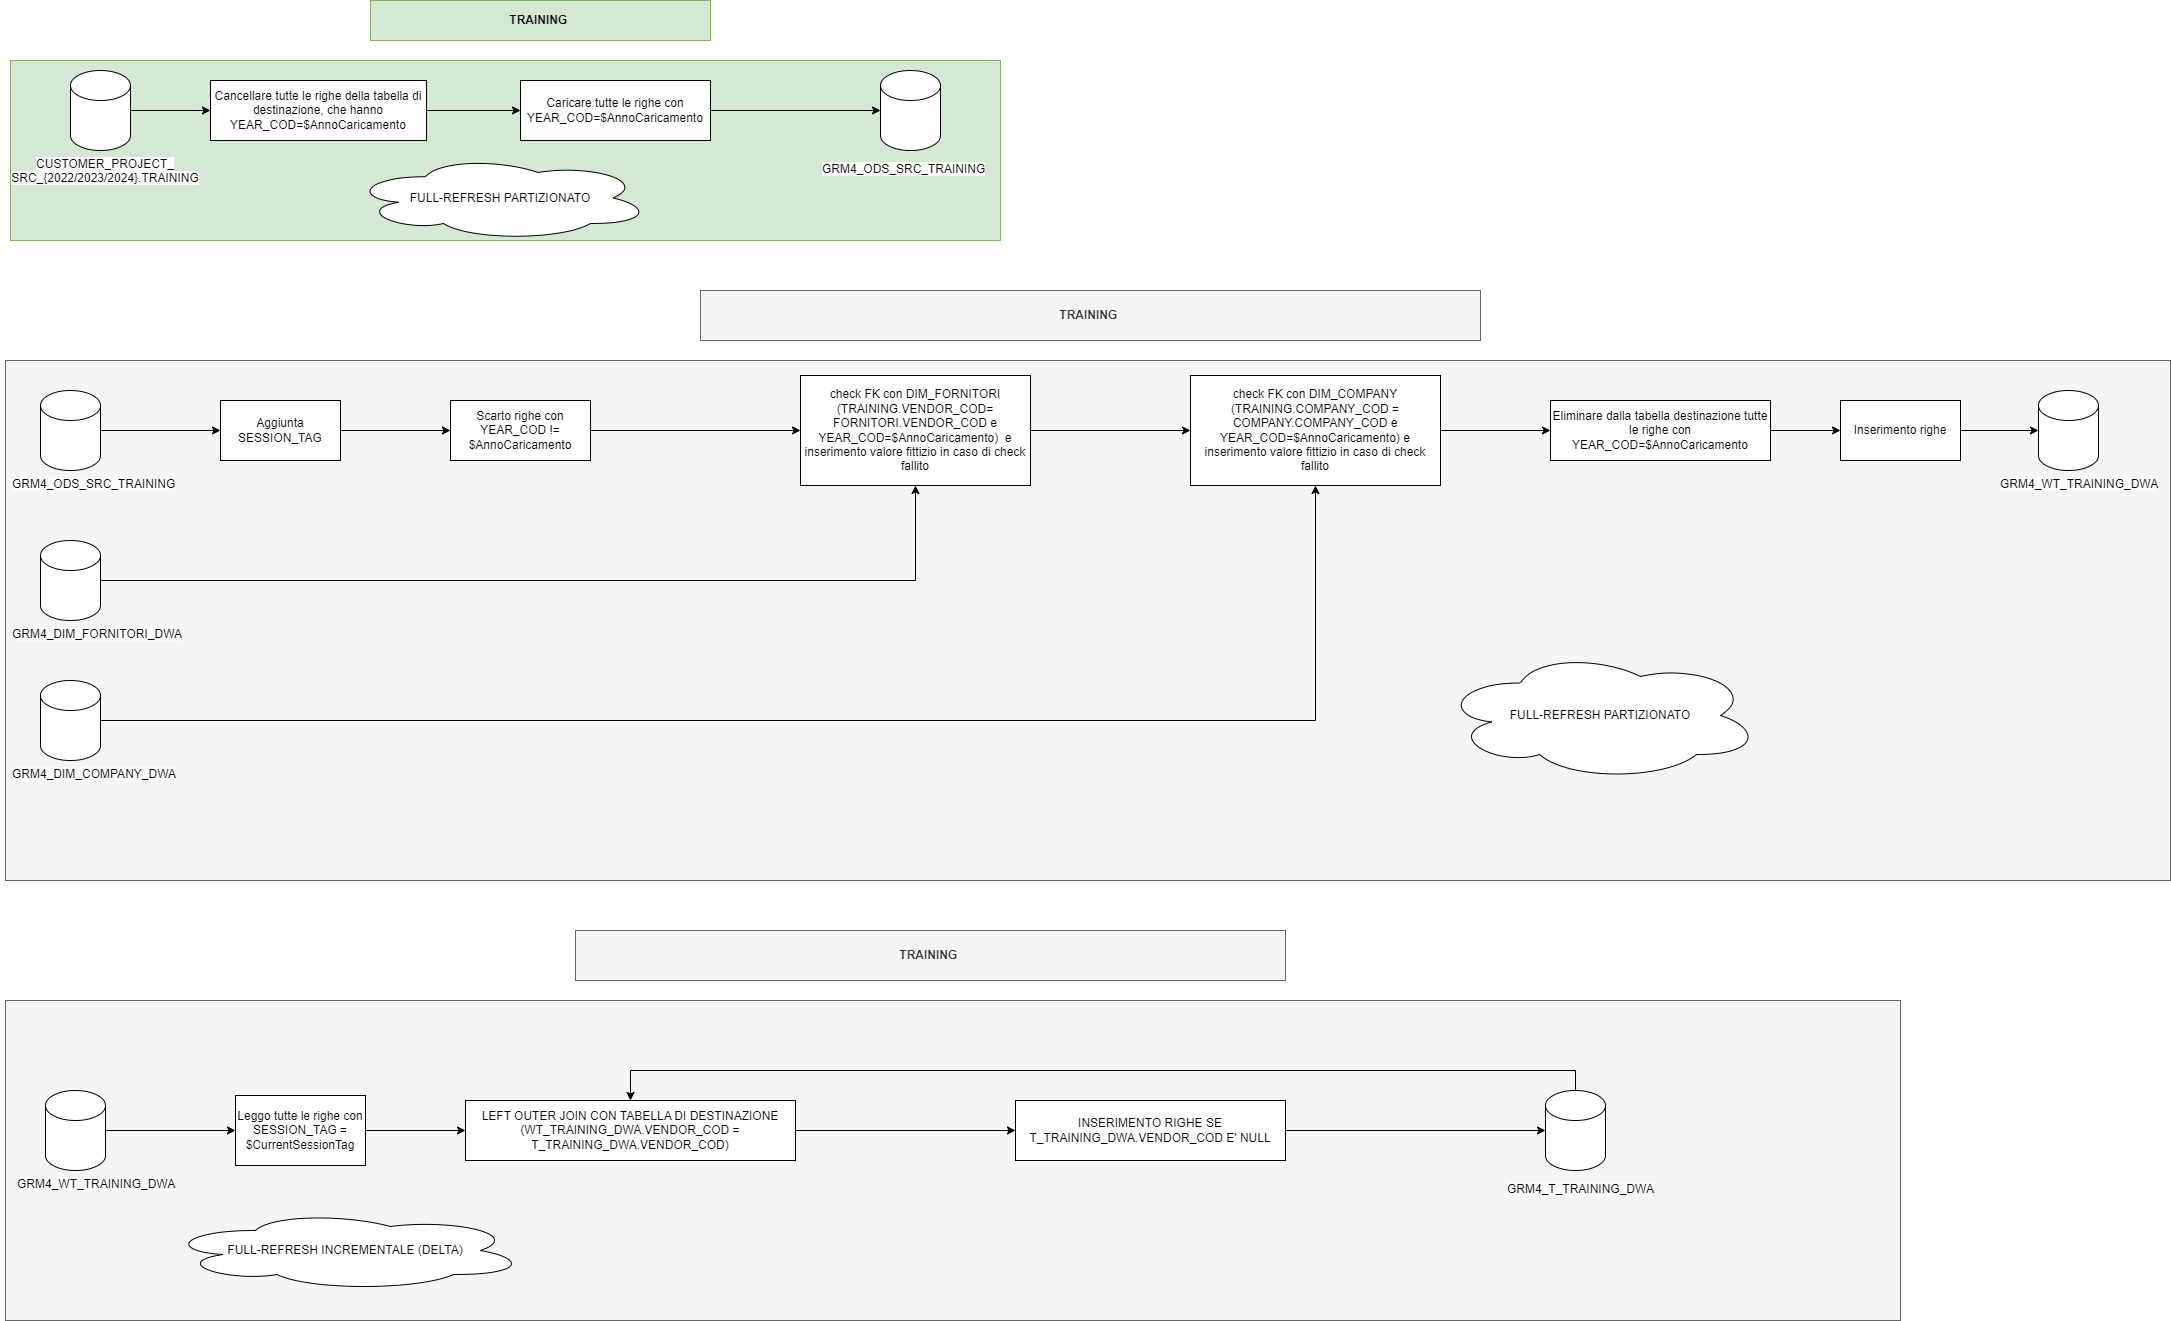 TRAINING
Cancellare tutte le righe della tabella di
destinazione, che hanno
YEAR_COD=$AnnoCaricamento
Caricare tutte le righe con
YEAR_COD=$AnnoCaricamento
CUSTOMER_PROJECT_
SRC_{2022/2023/2024}.TRAINING
GRM4_ODS_SRC_TRAINING
FULL-REFRESH PARTIZIONATO
TRAINING
Aggiunta
SESSION_TAG
Scarto righe con
YEAR_COD !=
$AnnoCaricamento
check FK con DIM_FORNITORI
(TRAINING.VENDOR_COD=
FORNITORI.VENDOR_COD e
YEAR_COD=$AnnoCaricamento)  e
inserimento valore fittizio in caso di check
fallito
check FK con DIM_COMPANY
(TRAINING.COMPANY_COD =
COMPANY.COMPANY_COD e
YEAR_COD=$AnnoCaricamento) e
inserimento valore fittizio in caso di check
fallito
Eliminare dalla tabella destinazione tutte
le righe con
YEAR_COD=$AnnoCaricamento
Inserimento righe
GRM4_ODS_SRC_TRAINING
GRM4_WT_TRAINING_DWA
GRM4_DIM_FORNITORI_DWA
FULL-REFRESH PARTIZIONATO
GRM4_DIM_COMPANY_DWA
TRAINING
Leggo tutte le righe con
SESSION_TAG =
$CurrentSessionTag
LEFT OUTER JOIN CON TABELLA DI DESTINAZIONE
(WT_TRAINING_DWA.VENDOR_COD =
T_TRAINING_DWA.VENDOR_COD)
INSERIMENTO RIGHE SE
T_TRAINING_DWA.VENDOR_COD E' NULL
GRM4_WT_TRAINING_DWA
GRM4_T_TRAINING_DWA
FULL-REFRESH INCREMENTALE (DELTA)